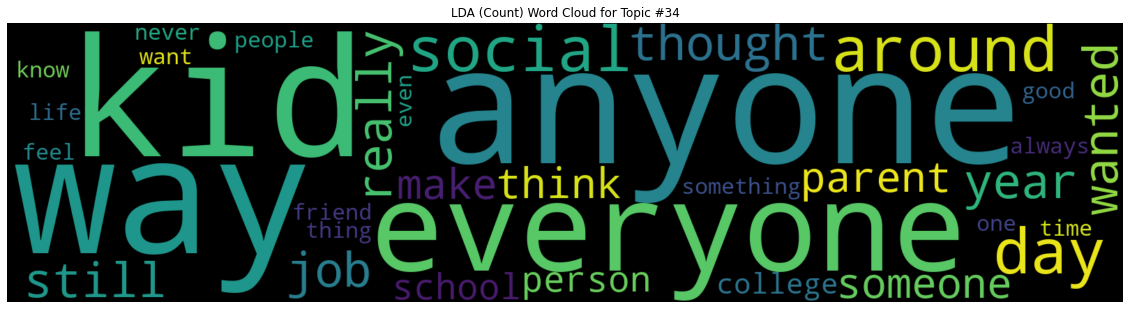 LDA (Count) Word Cloud for Topic #34
never
people
want
know
kid
life
feel
way
really
even
social
thought
around
anyone
good
always
wanted
make
think
something
parent
year
friend
thing
everyone
one
time
day
still
job
school
person
college
someone